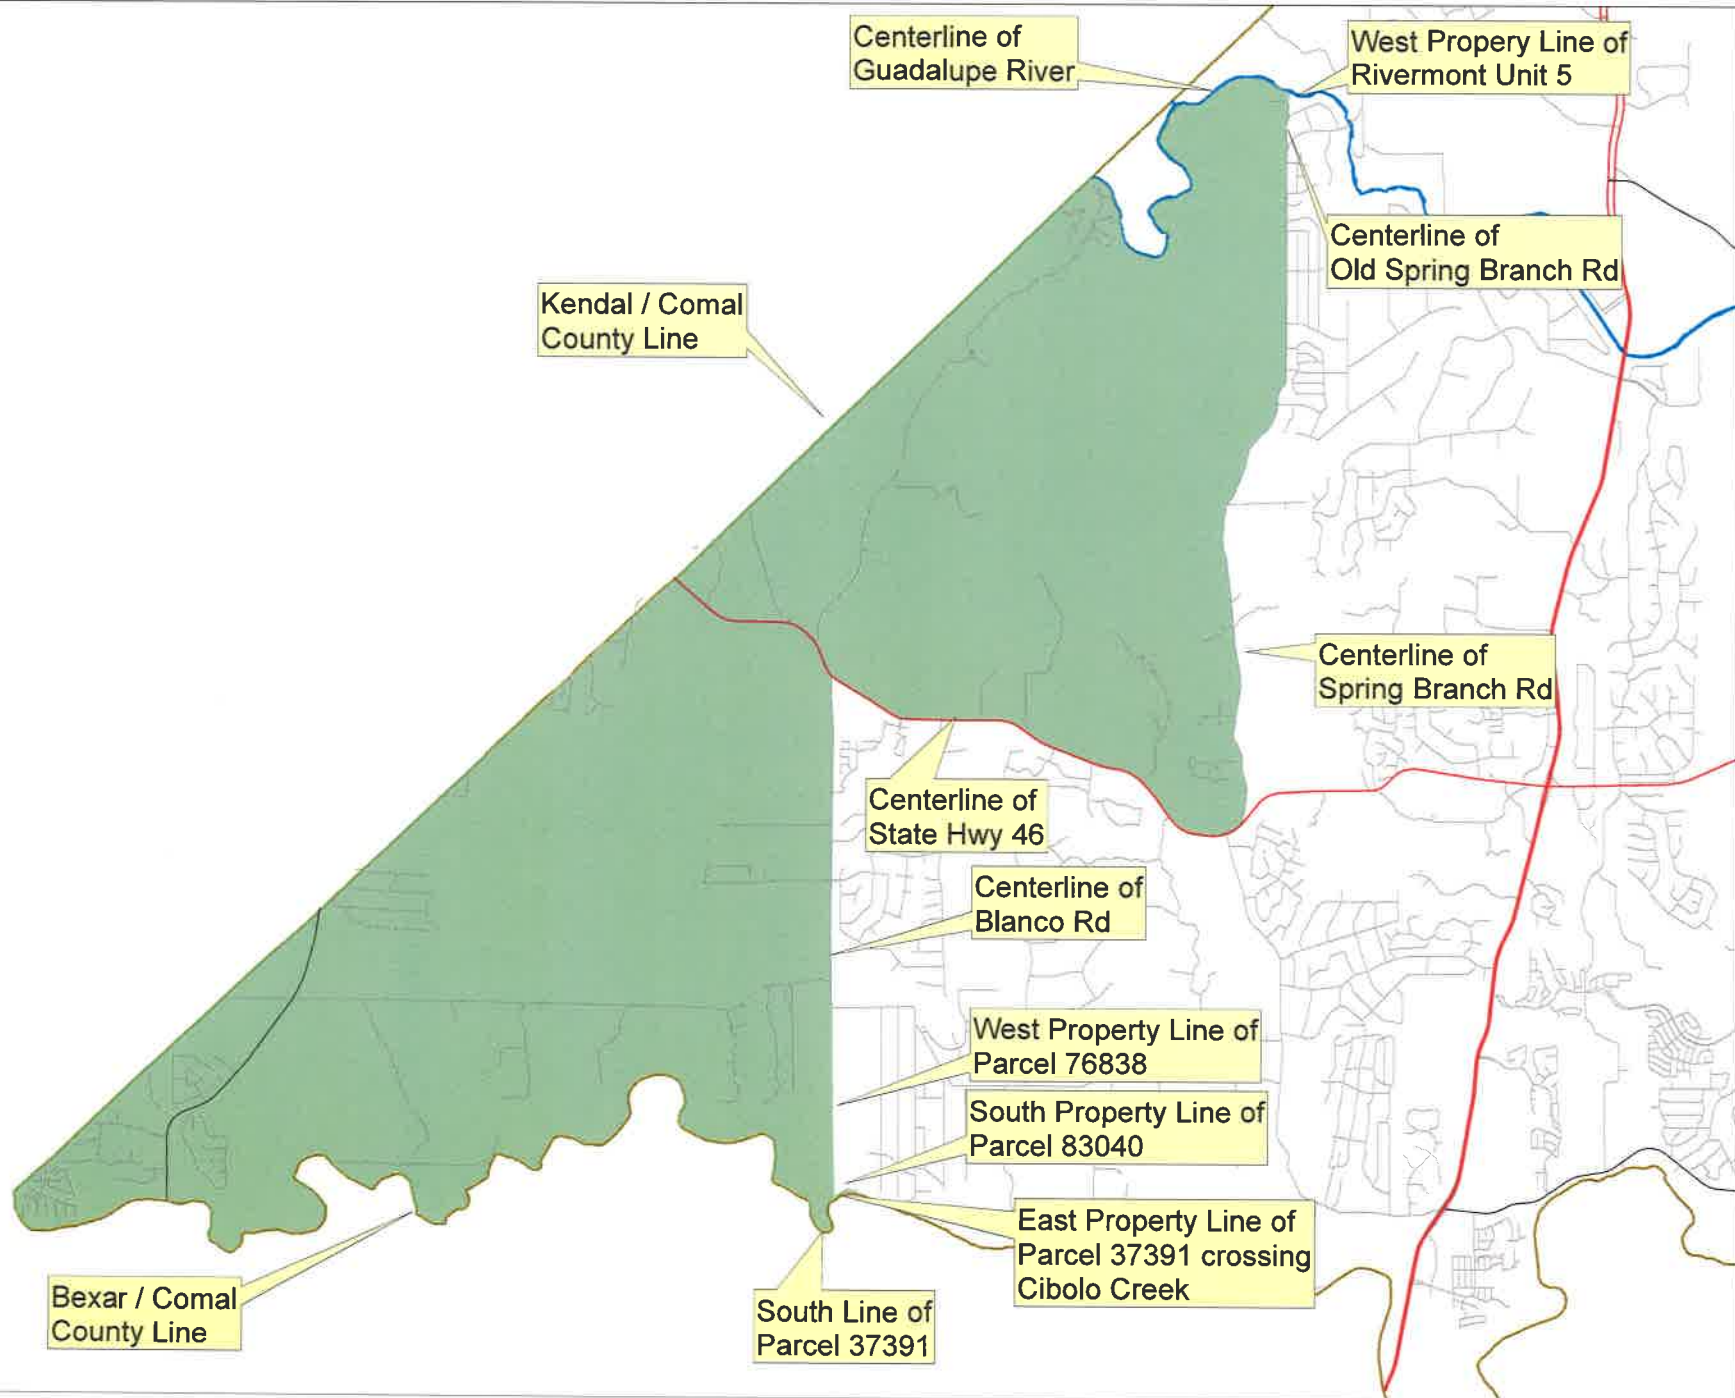 Centerline of
Guadalupe River
West Propery Line of
Rivermont Unit 5
Centerline of
Old Spring Branch Rd
Kendal / Comal
County Line
Centerline of
Spring Branch Rd
Centerline of
State Hwy 46
Centerline of
Blanco Rd
West Property Line of
Parcel 76838
South Property Line of
Parcel 83040
East Property Line of
Parcel 37391 crossing
Cibolo Creek
Bexar / Comal
County Line
South Line of
Parcel 37391